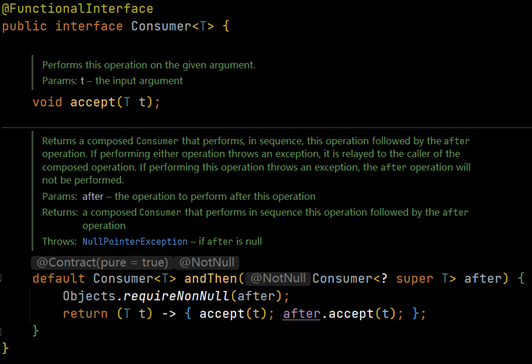 @FunctionalInterface
public interface Consumer<T> {
Performs this operation on the given argument.
Params: t – the input argument
void accept(T t);
Returns a composed Consumer that performs, in sequence, this operation followed by the after
operation. If performing either operation throws an exception, it is relayed to the caller of the
composed operation. If performing this operation throws an exception, the after operation will
not be performed.
Params: after – the operation to perform after this operation
Returns: a composed Consumer that performs in sequence this operation followed by the after
operation
Throws: NullPointerException – if after is null
@Contract(pure = true) @NotNull
default Consumer<T> andThen( @NotNull Consumer<? super T> after) {
Objects.requireNonNull(after);
return (T t) -> { accept(t); after.accept(t); };
}
}